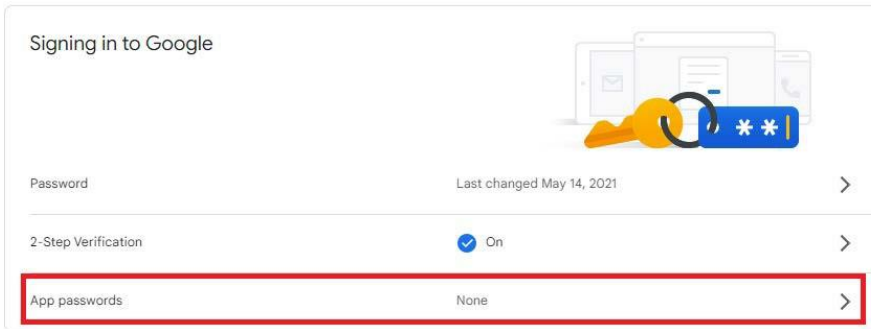 Signing in to Google
Password Last changed May 14, 2021
2-Step Verification On
App passwords None